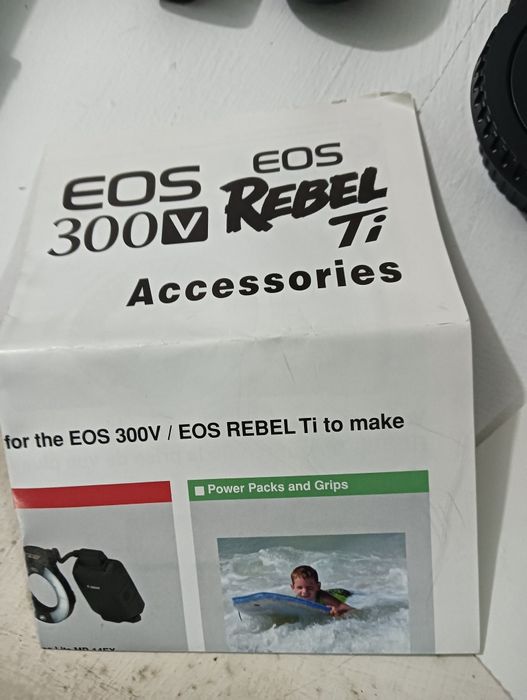 EOS
300V
EOS
REBEL
Ti
Accessories
for the EOS 300V / EOS REBEL Ti to make
Power Packs and Grips